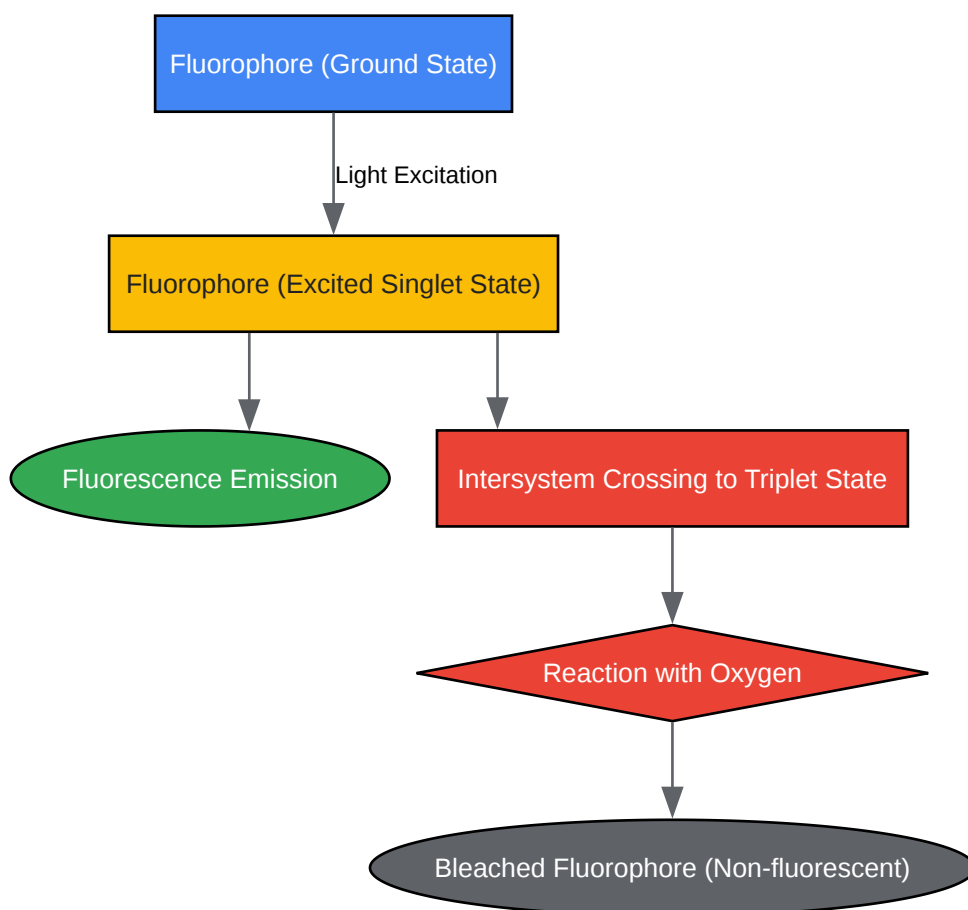 Fluorophore (Ground State)
Light Excitation
Fluorophore (Excited Singlet State)
Fluorescence Emission
Intersystem Crossing to Triplet State
Reaction with Oxygen
Bleached Fluorophore (Non-fluorescent)